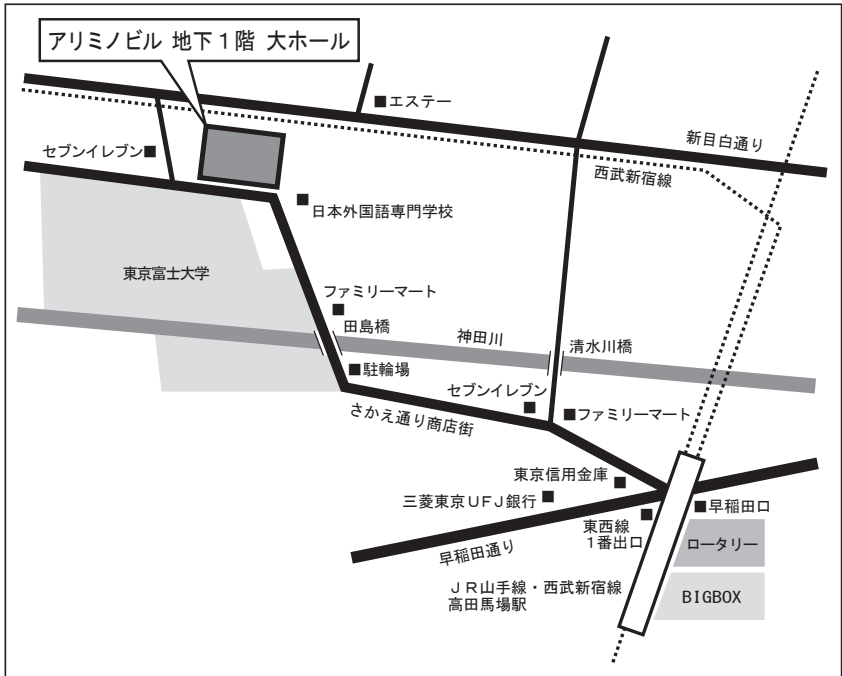 アリミノビル 地下１階 大ホール
■エステー
新目白通り
セブンイレブン■
西武新宿線
■
日本外国語専門学校
東京富士大学
ファミリーマート
■
田島橋
神田川
清水川橋
■駐輪場
セブンイレブン
■
さかえ通り商店街
■ファミリーマート
東京信用金庫
■
三菱東京ＵＦＪ銀行
■
■早稲田口
■
東西線
１番出口
早稲田通り
ロータリー
ＪＲ山手線・西武新宿線
高田馬場駅
BIGBOX